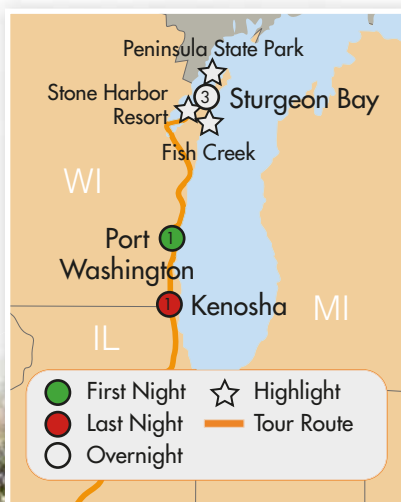 Peninsula State Park
3
Sturgeon Bay
Stone Harbor
Resort
Fish Creek
WI
Port
1
Washington
1
Kenosha
MI
IL
First Night
Highlight
Last Night
Tour Route
Overnight